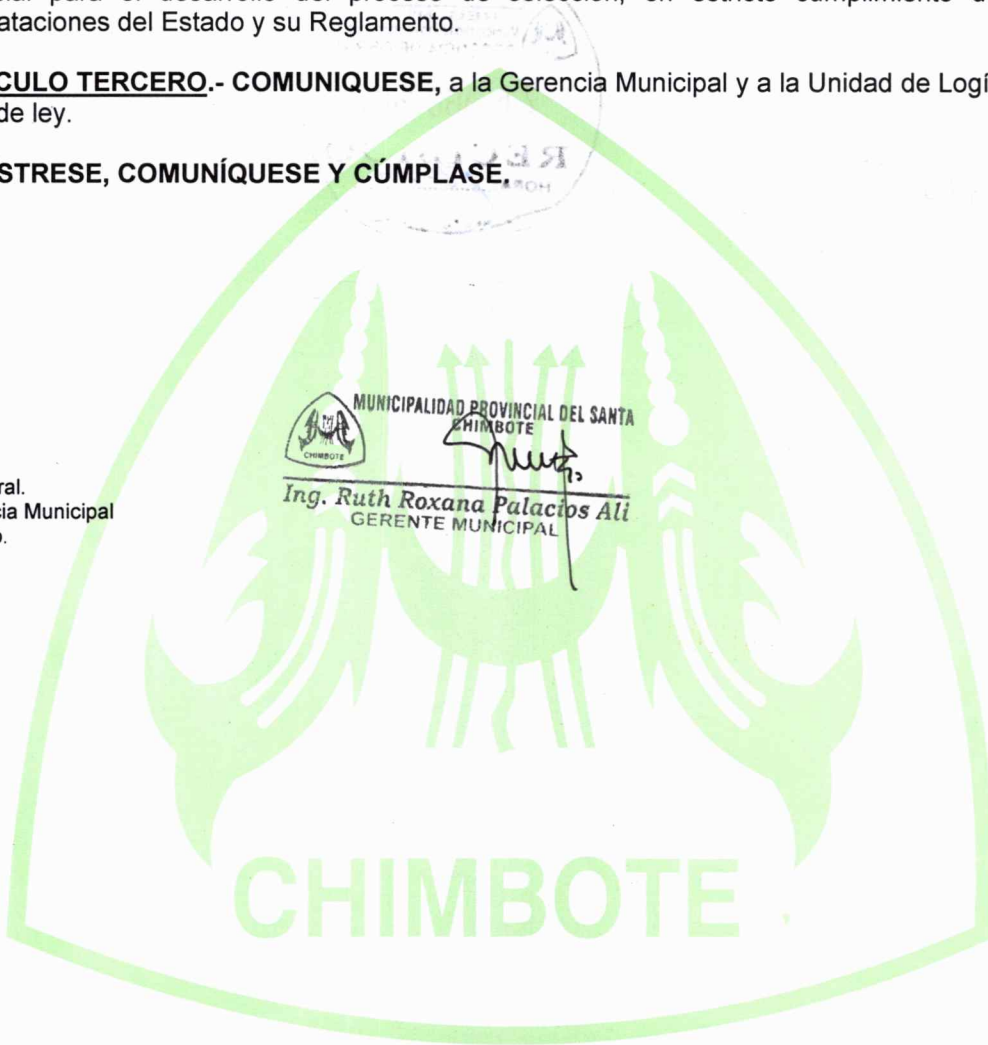 para el desarrollo del proceso de selección, en estricto cumplimiento
ataciones del Estado y su Reglamento.
CULO TERCERO.- COMUNIQUESE, a la Gerencia Municipal y a la Unidad de Logí
de ley.
STRESE, COMUNÍQUESE Y CÚMPLASE.
MUNICIPALIDAD PROVINCIAL DEL SANTA
CHIMBOTE
CHIMBOTE
Ing. Ruth Roxana Palacios Ali
GERENTE MUNICIPAL
ral.
cia Municipal
o.
CHIMBOTE